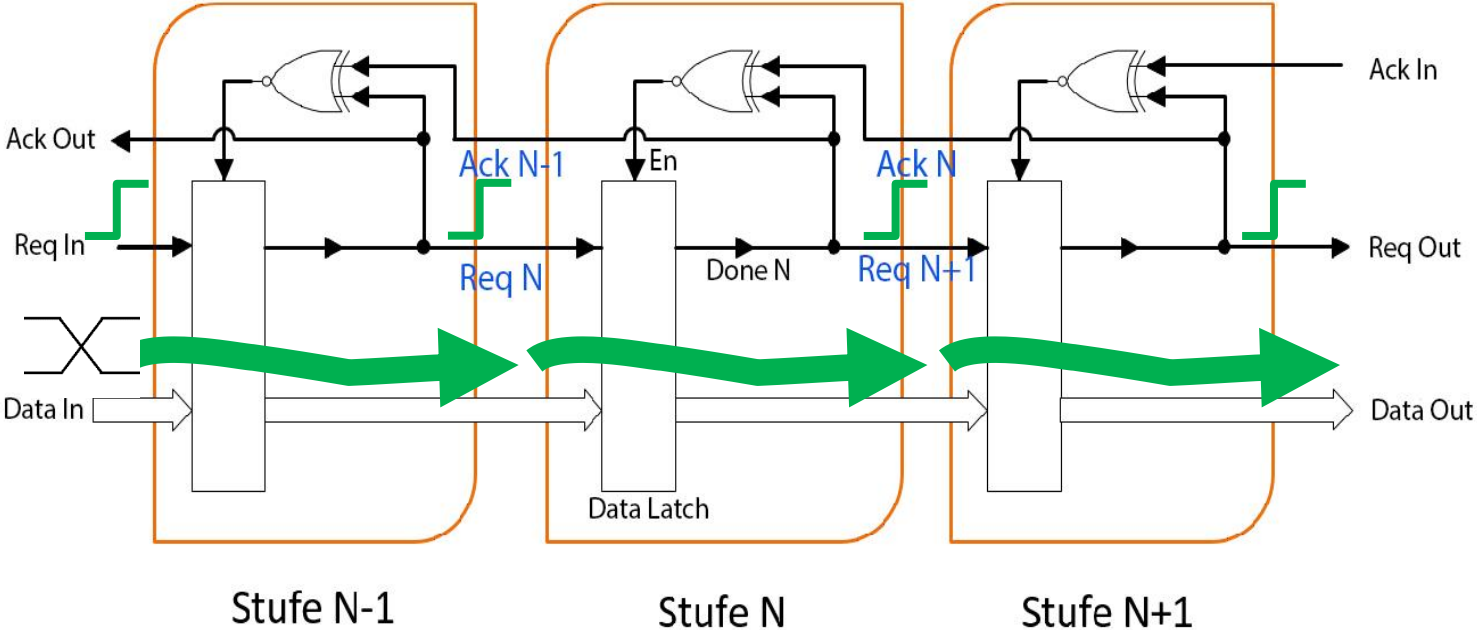 Ack In
Ack Out
Ack N-1
En
Ack N
Req In
Req N
Done N
Req N+1
Req Out
Data In
Data Out
Data Latch
Stufe N-1
Stufe N
Stufe N+1